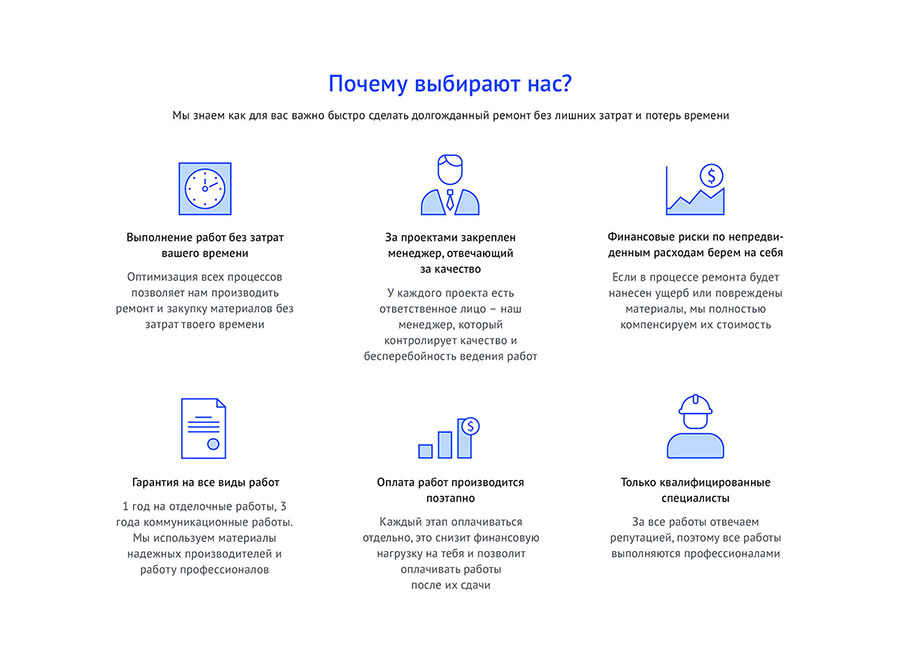 Почему выбирают нас?
Мы знаем как для вас важно быстро сделать долгожданный ремонт без лишних затрат и потерь времени
Выполнение работ без затрат
вашего времени
Оптимизация всех процессов
позволяет нам производить
ремонт и закупку материалов без
затрат твоего времени
За проектами закреплен
менеджер, отвечающий
за качество
У каждого проекта есть
ответственное лицо – наш
менеджер, который
контролирует качество и
бесперебойность ведения работ
$
Финансовые риски по непредви-
денным расходам берем на себя
Если в процессе ремонта будет
нанесен ущерб или повреждены
материалы, мы полностью
компенсируем их стоимость
Гарантия на все виды работ
1 год на отделочные работы, 3
года коммуникационные работы.
Мы используем материалы
надежных производителей и
работу профессионалов
$
Оплата работ производится
поэтапно
Каждый этап оплачиваться
отдельно, это снизит финансовую
нагрузку на тебя и позволит
оплачивать работы
после их сдачи
Только квалифицированные
специалисты
За все работы отвечаем
репутацией, поэтому все работы
выполняются профессионалами